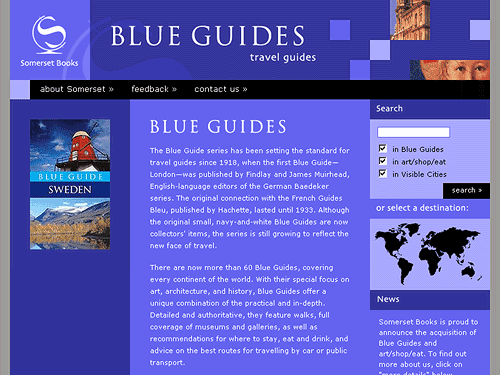 BLUE GUIDES
travel guides
Somerset Books
about Somerset »
feedback »
contact us »
BLUE GUIDE
SWEDEN
BLUE GUIDES
The Blue Guide series has been setting the standard for
travel guides since 1918, when the first Blue Guide—
London—was published by Findlay and James Muirhead,
English-language editors of the German Baedeker
series. The original connection with the French Guides
Bleu, published by Hachette, lasted until 1933. Although
the original small, navy-and-white Blue Guides are now
collectors' items, the series is still growing to reflect the
new face of travel.
There are now more than 60 Blue Guides, covering
every continent of the world. With their special focus on
art, architecture, and history, Blue Guides offer a
unique combination of the practical and in-depth.
Detailed and authoritative, they feature walks, full
coverage of museums and galleries, as well as
recommendations for where to stay, eat and drink, and
advice on the best routes for travelling by car or public
transport.
Search
in Blue Guides
in art/shop/eat
in Visible Cities
search »
or select a destination:
News
Somerset Books is proud to
announce the acquisition of
Blue Guides and
art/shop/eat. To find out
more about us, click on
"more details" below.